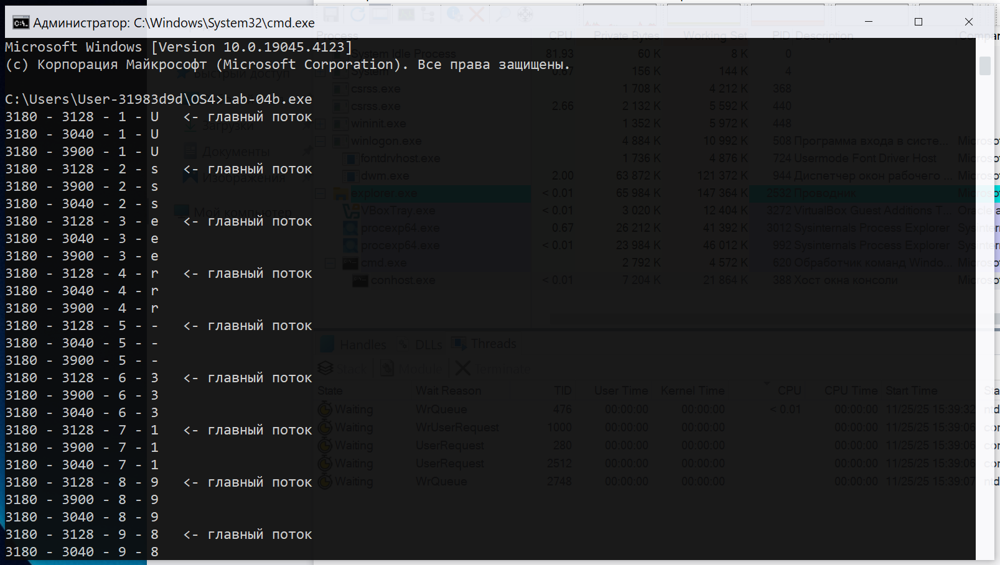 Администратор: C:\Windows\System32\cmd.exe
Microsoft Windows [Version 10.0.19045.4123]
(c) Корпорация Майкрософт (Microsoft Corporation). Все права защищены.
C:\Users\User-31983d9d\OS4>Lab-04b.exe
3180 - 3128 - 1 - U   <- главный поток
3180 - 3040 - 1 - U
3180 - 3900 - 1 - U
3180 - 3128 - 2 - s   <- главный поток
3180 - 3900 - 2 - s
3180 - 3040 - 2 - s
3180 - 3128 - 3 - e   <- главный поток
3180 - 3040 - 3 - e
3180 - 3900 - 3 - e
3180 - 3128 - 4 - r   <- главный поток
3180 - 3040 - 4 - r
3180 - 3900 - 4 - r
3180 - 3128 - 5 - -   <- главный поток
3180 - 3040 - 5 - -
3180 - 3900 - 5 - -
3180 - 3128 - 6 - 3   <- главный поток
3180 - 3900 - 6 - 3
3180 - 3040 - 6 - 3
3180 - 3128 - 7 - 1   <- главный поток
3180 - 3900 - 7 - 1
3180 - 3040 - 7 - 1
3180 - 3128 - 8 - 9   <- главный поток
3180 - 3900 - 8 - 9
3180 - 3040 - 8 - 9
3180 - 3128 - 9 - 8   <- главный поток
3180 - 3040 - 9 - 8
быстрый доступ
Загрузки
Документы
Изображения
Мой компьютер
Process CPU Private Bytes Working Set PID Description
System Idle Process 81.93 60 K 8 K 0
System 0.67 156 K 144 K 4
csrss.exe 1 708 K 4 212 K 368
csrss.exe 2.66 2 132 K 5 592 K 440
wininit.exe 1 352 K 5 972 K 448
winlogon.exe 4 884 K 10 992 K 508 Программа входа в систе...
fontdrvhost.exe 1 736 K 4 876 K 724 Usermode Font Driver Host
dwm.exe 2.00 63 872 K 121 372 K 944 Диспетчер окон рабочего ...
explorer.exe < 0.01 65 984 K 147 364 K 2532 Проводник
VBoxTray.exe < 0.01 3 020 K 12 404 K 3272 VirtualBox Guest Additions T...
procexp64.exe 0.67 26 212 K 41 392 K 3012 Sysinternals Process Explorer
procexp64.exe < 0.01 23 984 K 46 012 K 992 Sysinternals Process Explorer
cmd.exe 2 792 K 4 572 K 620 Обработчик команд Windo...
conhost.exe < 0.01 7 204 K 21 864 K 388 Хост окна консоли
Handles DLLs Threads
Stack Module Terminate
State Wait Reason TID User Time Kernel Time CPU CPU Time Start Time
Waiting WrQueue 476 00:00:00 00:00:00 < 0.01 00:00:00 11/25/25 15:39:32
Waiting WrUserRequest 1000 00:00:00 00:00:00 00:00:00 11/25/25 15:39:06
Waiting UserRequest 280 00:00:00 00:00:00 00:00:00 11/25/25 15:39:06
Waiting UserRequest 2512 00:00:00 00:00:00 00:00:00 11/25/25 15:39:06
Waiting WrQueue 2748 00:00:00 00:00:00 00:00:00 11/25/25 15:39:07